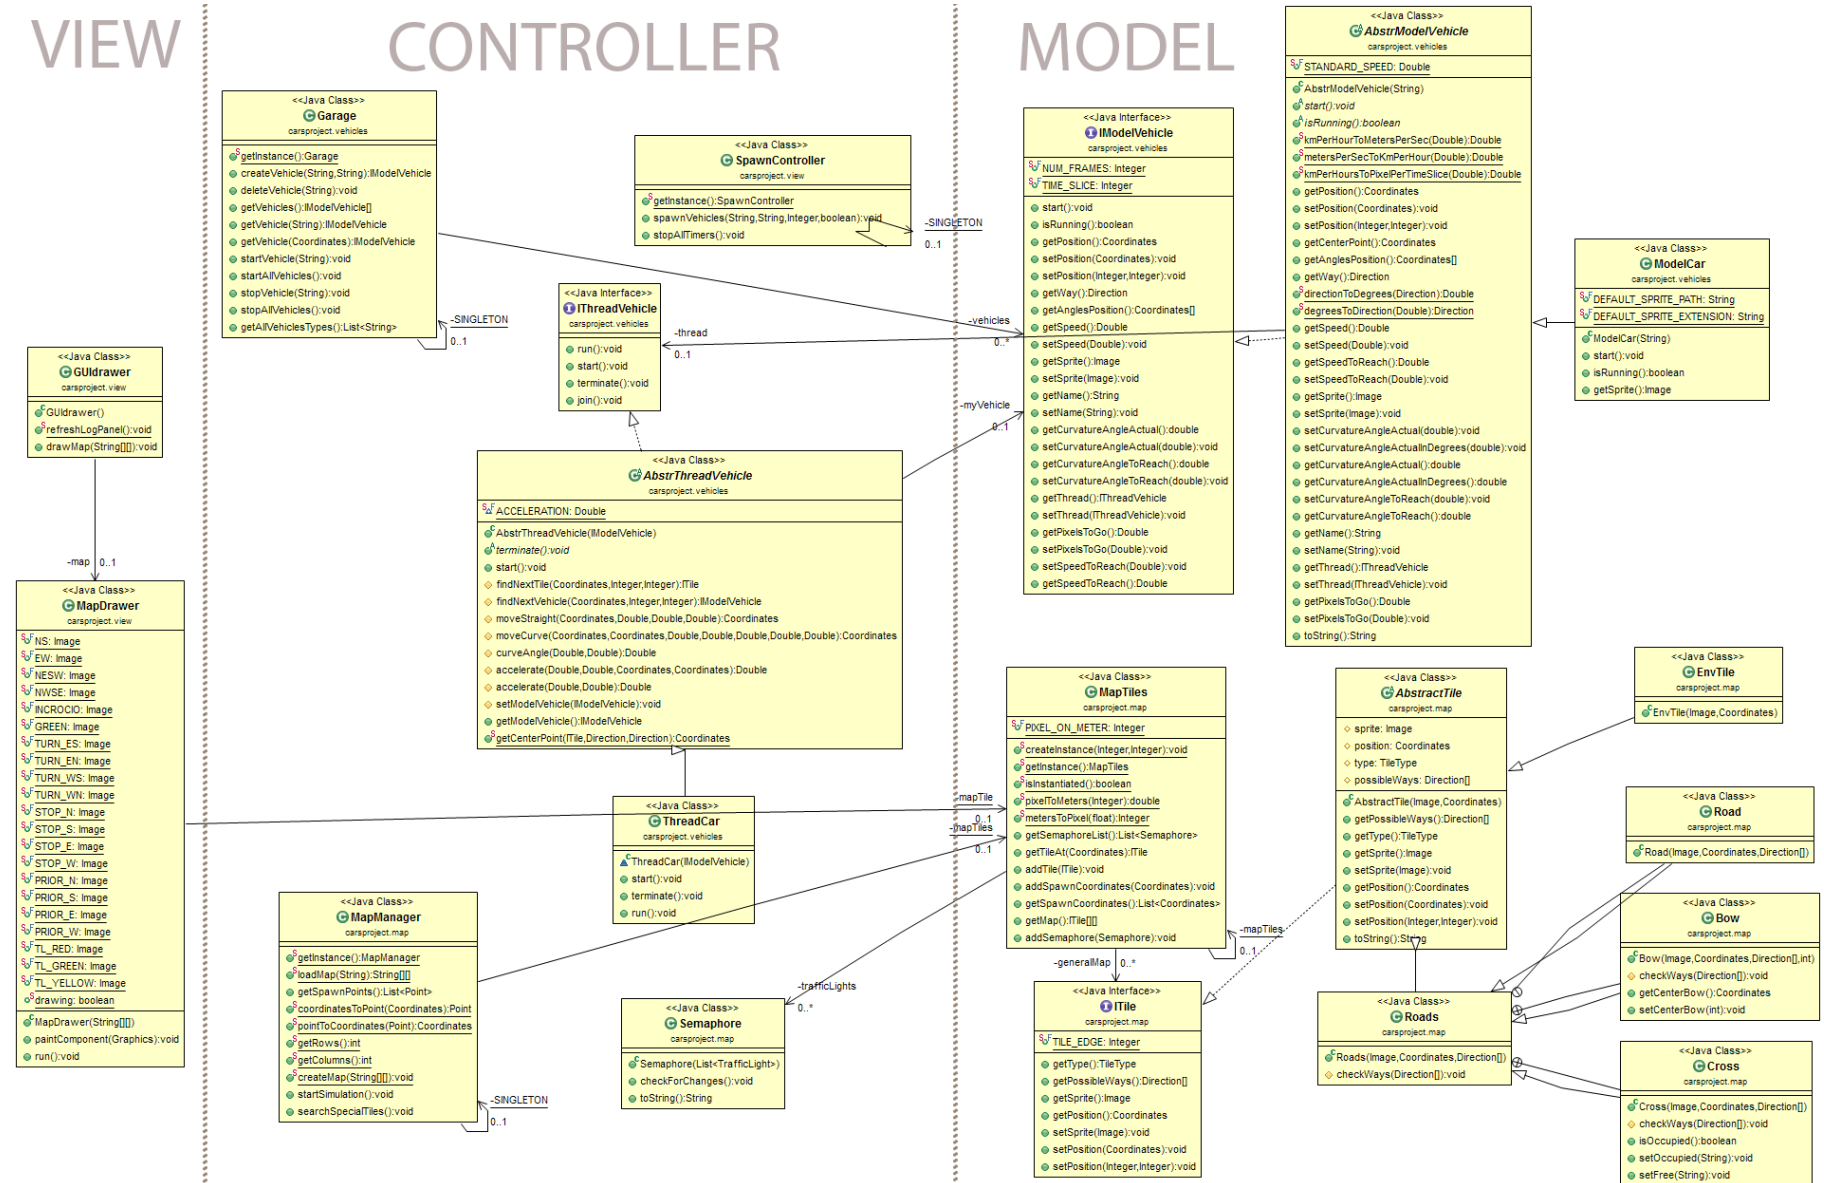 VIEW
CONTROLLER
MODEL
<<Java Class>>
Garage
carsproject.vehicles
getInstance():Garage
createVehicle(String,String):IModelVehicle
deleteVehicle(String):void
getVehicles():IModelVehicle[]
getVehicle(String):IModelVehicle
getVehicle(Coordinates):IModelVehicle
startVehicle(String):void
startAllVehicles():void
stopVehicle(String):void
stopAllVehicles():void
getAllVehiclesTypes():List<String>
-SINGLETON
0..1
<<Java Class>>
SpawnController
carsproject.view
getInstance():SpawnController
spawnVehicles(String,String,Integer,boolean):void
stopAllTimers():void
-SINGLETON
0..1
<<Java Interface>>
IThreadVehicle
carsproject.vehicles
run():void
start():void
terminate():void
join():void
-thread
0..1
<<Java Class>>
GUIdrawer
carsproject.view
GUIdrawer()
refreshLogPanel():void
drawMap(String[][]):void
-map
0..1
<<Java Class>>
MapDrawer
carsproject.view
NS: Image
EW: Image
NESW: Image
NWSE: Image
INCROCIO: Image
GREEN: Image
TURN_ES: Image
TURN_EN: Image
TURN_WS: Image
TURN_WN: Image
STOP_N: Image
STOP_S: Image
STOP_E: Image
STOP_W: Image
PRIOR_N: Image
PRIOR_S: Image
PRIOR_E: Image
PRIOR_W: Image
TL_RED: Image
TL_GREEN: Image
TL_YELLOW: Image
drawing: boolean
MapDrawer(String[][])
paintComponent(Graphics):void
run():void
<<Java Class>>
AbstrThreadVehicle
carsproject.vehicles
ACCELERATION: Double
AbstrThreadVehicle(IModelVehicle)
terminate():void
start():void
findNextTile(Coordinates,Integer,Integer):ITile
findNextVehicle(Coordinates,Integer,Integer):IModelVehicle
moveStraight(Coordinates,Double,Double,Double):Coordinates
moveCurve(Coordinates,Coordinates,Double,Double,Double,Double,Double):Coordinates
curveAngle(Double,Double):Double
accelerate(Double,Double,Coordinates,Coordinates):Double
accelerate(Double,Double):Double
setModelVehicle(IModelVehicle):void
getModelVehicle():IModelVehicle
getCenterPoint(ITile,Direction,Direction):Coordinates
<<Java Class>>
ThreadCar
carsproject.vehicles
ThreadCar(IModelVehicle)
start():void
terminate():void
run():void
<<Java Class>>
MapManager
carsproject.map
getInstance():MapManager
loadMap(String):String[][]
getSpawnPoints():List<Point>
coordinatesToPoint(Coordinates):Point
pointToCoordinates(Point):Coordinates
getRows():int
getColumns():int
createMap(String[][]):void
startSimulation():void
searchSpecialTiles():void
-SINGLETON
0..1
<<Java Class>>
Semaphore
carsproject.map
Semaphore(List<TrafficLight>)
checkForChanges():void
toString():String
-trafficLights
0..*
<<Java Interface>>
IModelVehicle
carsproject.vehicles
NUM_FRAMES: Integer
TIME_SLICE: Integer
start():void
isRunning():boolean
getPosition():Coordinates
setPosition(Coordinates):void
setPosition(Integer,Integer):void
getWay():Direction
getAnglesPosition():Coordinates[]
getSpeed():Double
setSpeed(Double):void
getSprite():Image
setSprite(Image):void
getName():String
setName(String):void
getCurvatureAngleActual():double
setCurvatureAngleActual(double):void
getCurvatureAngleToReach():double
setCurvatureAngleToReach(double):void
getThread():IThreadVehicle
setThread(IThreadVehicle):void
getPixelsToGo():Double
setPixelsToGo(Double):void
setSpeedToReach(Double):void
getSpeedToReach():Double
-vehicles
0..*
-myVehicle
0..1
<<Java Class>>
AbstrModelVehicle
carsproject.vehicles
STANDARD_SPEED: Double
AbstrModelVehicle(String)
start():void
isRunning():boolean
kmPerHourToMetersPerSec(Double):Double
metersPerSecToKmPerHour(Double):Double
kmPerHoursToPixelPerTimeSlice(Double):Double
getPosition():Coordinates
setPosition(Coordinates):void
setPosition(Integer,Integer):void
getCenterPoint():Coordinates
getAnglesPosition():Coordinates[]
getWay():Direction
directionToDegrees(Direction):Double
degreesToDirection(Double):Direction
getSpeed():Double
setSpeed(Double):void
getSpeedToReach():Double
setSpeedToReach(Double):void
getSprite():Image
setSprite(Image):void
setCurvatureAngleActual(double):void
setCurvatureAngleActualInDegrees(double):void
getCurvatureAngleActual():double
getCurvatureAngleActualInDegrees():double
setCurvatureAngleToReach(double):void
getCurvatureAngleToReach():double
getName():String
setName(String):void
getThread():IThreadVehicle
setThread(IThreadVehicle):void
getPixelsToGo():Double
setPixelsToGo(Double):void
toString():String
<<Java Class>>
ModelCar
carsproject.vehicles
DEFAULT_SPRITE_PATH: String
DEFAULT_SPRITE_EXTENSION: String
ModelCar(String)
start():void
isRunning():boolean
getSprite():Image
<<Java Class>>
MapTiles
carsproject.map
PIXEL_ON_METER: Integer
createInstance(Integer,Integer):void
getInstance():MapTiles
isInstantiated():boolean
pixelToMeters(Integer):double
metersToPixel(float):Integer
getSemaphoreList():List<Semaphore>
getTileAt(Coordinates):ITile
addTile(ITile):void
addSpawnCoordinates(Coordinates):void
getSpawnCoordinates():List<Coordinates>
getMap():ITile[][]
addSemaphore(Semaphore):void
-mapTile
0..1
-mapTiles
0..1
-mapTiles
0..1
-generalMap
0..*
<<Java Interface>>
ITile
carsproject.map
TILE_EDGE: Integer
getType():TileType
getPossibleWays():Direction[]
getSprite():Image
getPosition():Coordinates
setSprite(Image):void
setPosition(Coordinates):void
setPosition(Integer,Integer):void
<<Java Class>>
AbstractTile
carsproject.map
sprite: Image
position: Coordinates
type: TileType
possibleWays: Direction[]
AbstractTile(Image,Coordinates)
getPossibleWays():Direction[]
getType():TileType
getSprite():Image
setSprite(Image):void
getPosition():Coordinates
setPosition(Coordinates):void
setPosition(Integer,Integer):void
toString():String
<<Java Class>>
EnvTile
carsproject.map
EnvTile(Image,Coordinates)
<<Java Class>>
Road
carsproject.map
Road(Image,Coordinates,Direction[])
<<Java Class>>
Bow
carsproject.map
Bow(Image,Coordinates,Direction[],int)
checkWays(Direction[]):void
getCenterBow():Coordinates
setCenterBow(int):void
<<Java Class>>
Roads
carsproject.map
Roads(Image,Coordinates,Direction[])
checkWays(Direction[]):void
<<Java Class>>
Cross
carsproject.map
Cross(Image,Coordinates,Direction[])
checkWays(Direction[]):void
isOccupied():boolean
setOccupied(String):void
setFree(String):void